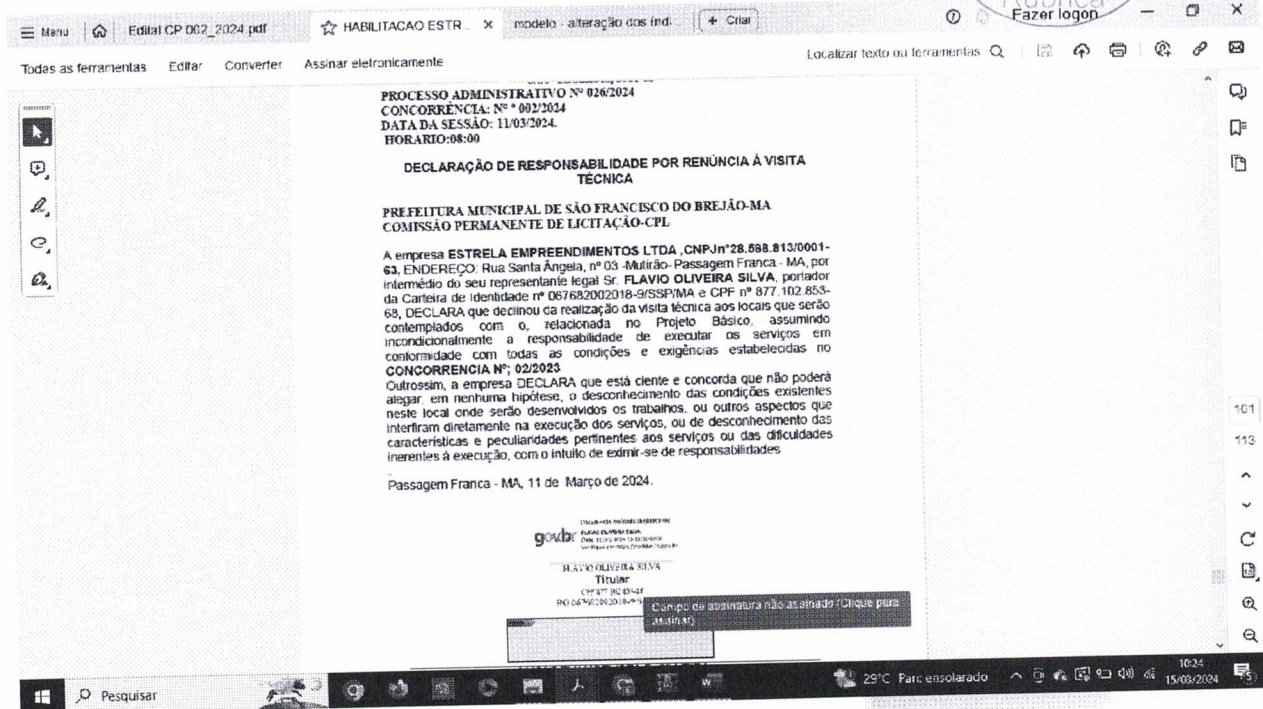 Rubrica
Menu
Edital CP 002_2024.pdf
HABILITACAO ESTR...
modelo - alteração dos índ...
+ Criar
Fazer logon
Todas as ferramentas Editar Converter Assinar eletronicamente
Localizar texto ou ferramentas
PROCESSO ADMINISTRATIVO Nº 026/2024
CONCORRÊNCIA: Nº * 002/2024
DATA DA SESSÃO: 11/03/2024.
HORARIO:08:00
DECLARAÇÃO DE RESPONSABILIDADE POR RENÚNCIA À VISITA
TÉCNICA
PREFEITURA MUNICIPAL DE SÃO FRANCISCO DO BREJÃO-MA
COMISSÃO PERMANENTE DE LICITAÇÃO-CPL
A empresa ESTRELA EMPREENDIMENTOS LTDA ,CNPJnº28.588.813/0001-
63, ENDEREÇO: Rua Santa Ângela, nº 03 -Mutirão- Passagem Franca - MA, por
intermédio do seu representante legal Sr. FLAVIO OLIVEIRA SILVA, portador
da Carteira de Identidade nº 067682002018-9/SSP/MA e CPF nº 877.102.853-
68, DECLARA que declinou da realização da visita técnica aos locais que serão
contemplados com o, relacionada no Projeto Básico, assumindo
incondicionalmente a responsabilidade de executar os serviços em
conformidade com todas as condições e exigências estabelecidas no
CONCORRENCIA Nº; 02/2023
Outrossim, a empresa DECLARA que está ciente e concorda que não poderá
alegar, em nenhuma hipótese, o desconhecimento das condições existentes
neste local onde serão desenvolvidos os trabalhos, ou outros aspectos que
interfiram diretamente na execução dos serviços, ou de desconhecimento das
características e peculiaridades pertinentes aos serviços ou das dificuldades
inerentes á execução, com o intuito de eximir-se de responsabilidades
Passagem Franca - MA, 11 de Março de 2024.
gov.br
FLAVIO OLIVEIRA SILVA
FLAVIO OLIVEIRA SILVA
Titular
Campo de assinatura não assinado (Clique para
assinar)
101
113
Pesquisar
29°C Parc ensolarado
10:24
15/03/2024